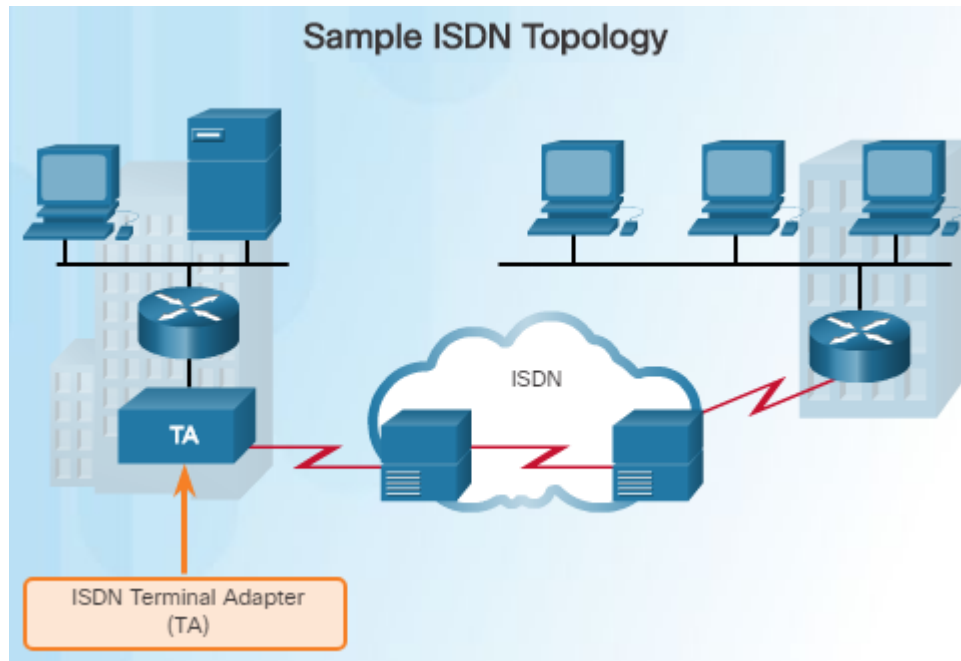 Sample ISDN Topology
ISDN
TA
ISDN Terminal Adapter
(TA)